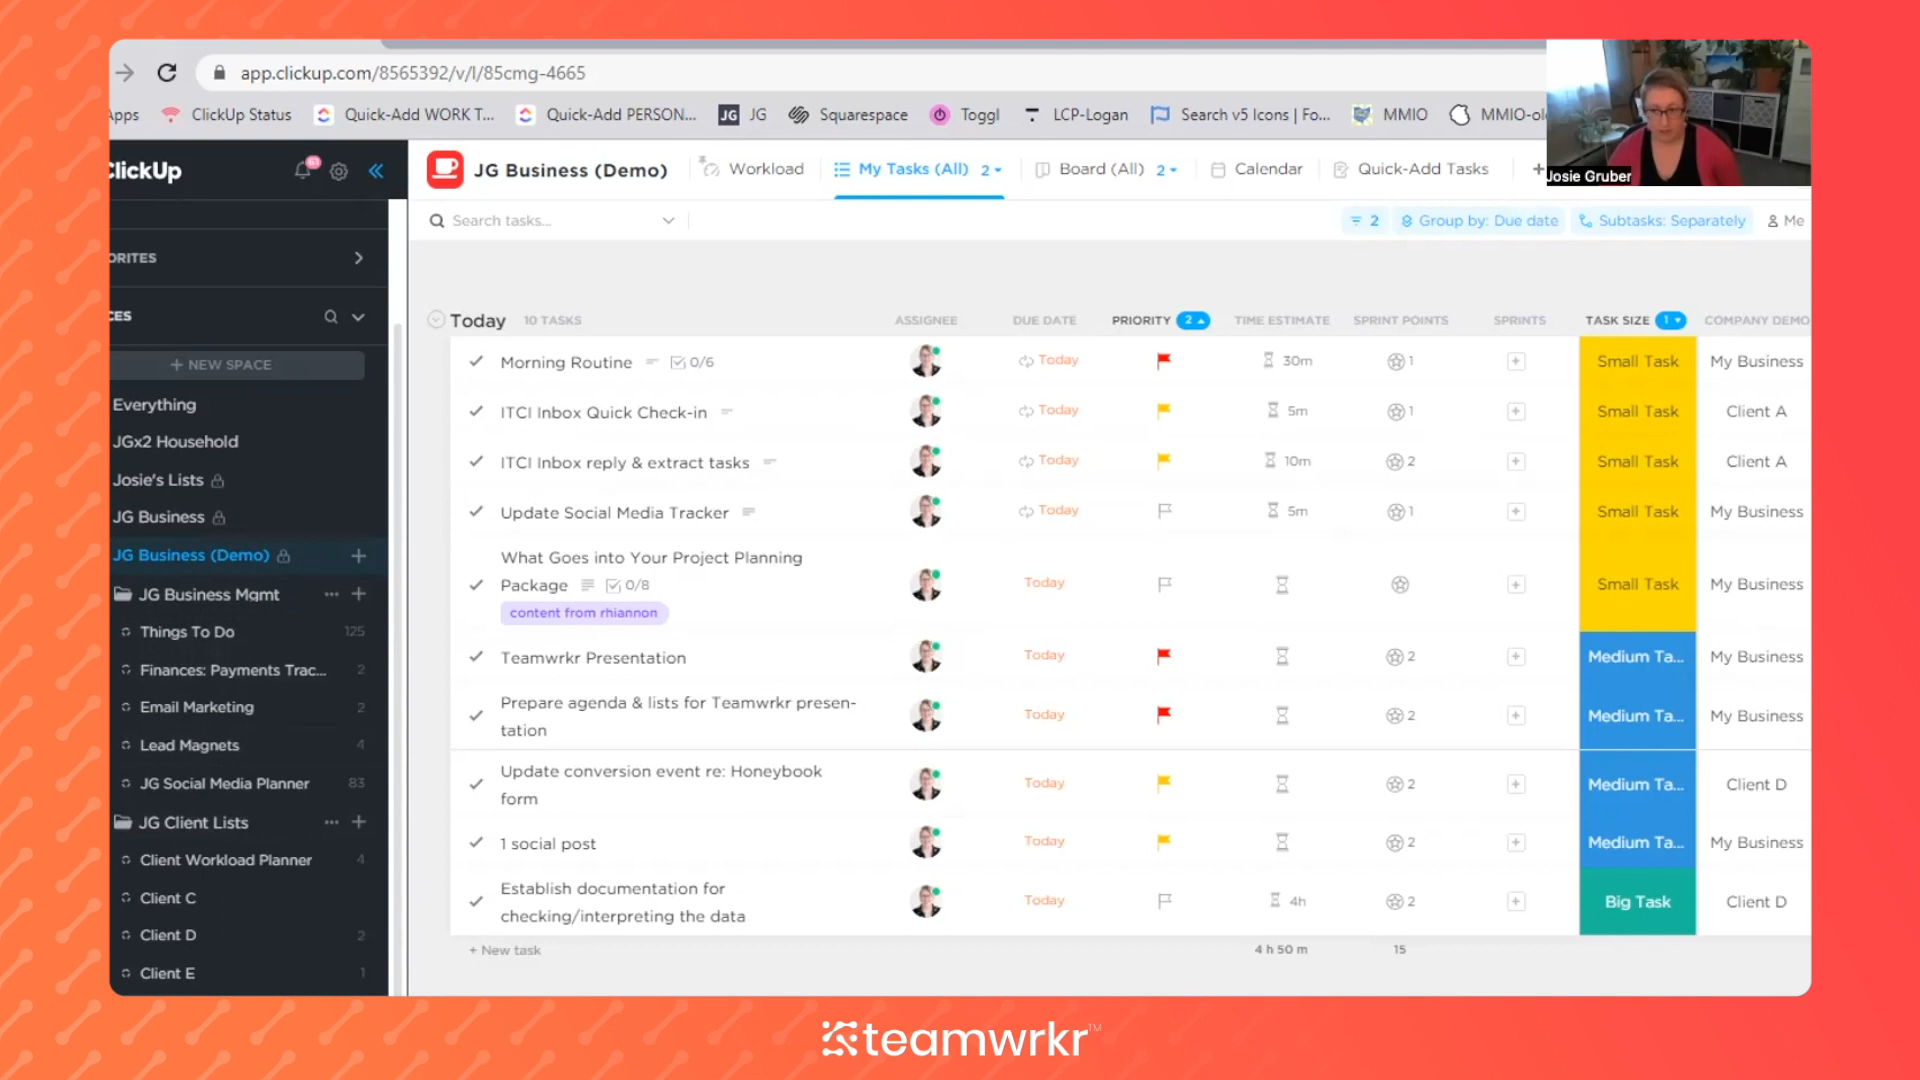 app.clickup.com/8565392/v/l/85cmg-4665
Apps
ClickUp Status
Quick-Add WORK T...
Quick-Add PERSON...
JG JG
Squarespace
Toggl
LCP-Logan
Search v5 Icons | Fo...
MMIO
MMIO-old
Josie Gruber
ClickUp
63
JG Business (Demo)
Workload
My Tasks (All) 2
Board (All) 2
Calendar
Quick-Add Tasks
+
Search tasks...
2
Group by: Due date
Subtasks: Separately
Me
ORITES
CES
+ NEW SPACE
Everything
JGx2 Household
Josie's Lists
JG Business
JG Business (Demo) +
JG Business Mgmt ... +
Things To Do 125
Finances: Payments Trac... 2
Email Marketing 2
Lead Magnets 4
JG Social Media Planner 83
JG Client Lists ... +
Client Workload Planner 4
Client C
Client D 2
Client E 1
Today 10 TASKS ASSIGNEE DUE DATE PRIORITY 2 TIME ESTIMATE SPRINT POINTS SPRINTS TASK SIZE 1 COMPANY DEMO
Morning Routine 0/6 Today 30m 1 Small Task My Business
ITCI Inbox Quick Check-in Today 5m 1 Small Task Client A
ITCI Inbox reply & extract tasks Today 10m 2 Small Task Client A
Update Social Media Tracker Today 5m 1 Small Task My Business
What Goes into Your Project Planning
Package 0/8 Today Small Task My Business
content from rhiannon
Teamwrkr Presentation Today 2 Medium Ta... My Business
Prepare agenda & lists for Teamwrkr presen-
tation Today 2 Medium Ta... My Business
Update conversion event re: Honeybook
form Today 2 Medium Ta... Client D
1 social post Today 2 Medium Ta... My Business
Establish documentation for
checking/interpreting the data Today 4h 2 Big Task Client D
+ New task 4 h 50 m 15
teamwrkr™